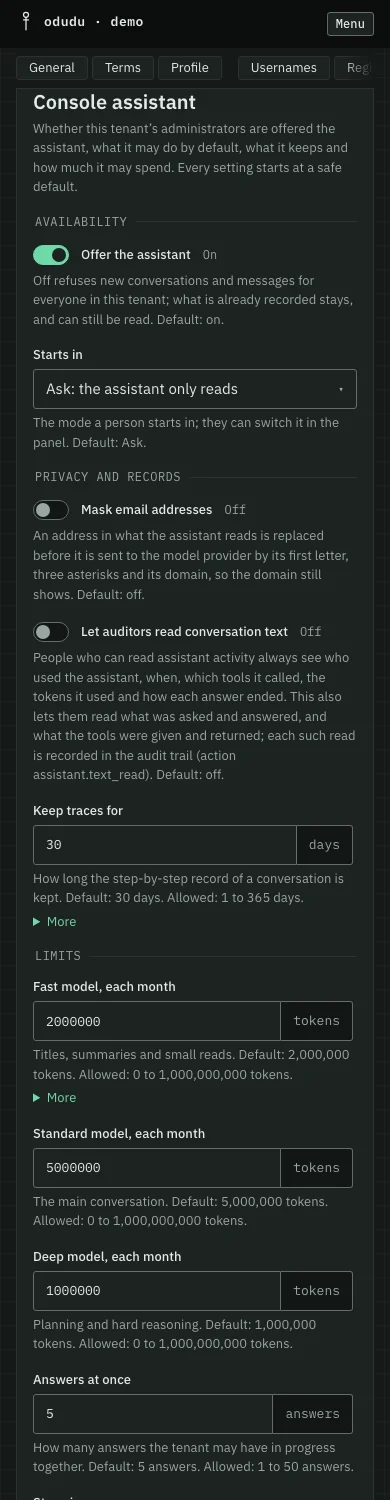 odudu · demo
Menu
General
Terms
Profile
Usernames
Console assistant
Whether this tenant’s administrators are offered the
assistant, what it may do by default, what it keeps and
how much it may spend. Every setting starts at a safe
default.
AVAILABILITY
Offer the assistant On
Off refuses new conversations and messages for
everyone in this tenant; what is already recorded stays,
and can still be read. Default: on.
Starts in
Ask: the assistant only reads
The mode a person starts in; they can switch it in the
panel. Default: Ask.
PRIVACY AND RECORDS
Mask email addresses Off
An address in what the assistant reads is replaced
before it is sent to the model provider by its first letter,
three asterisks and its domain, so the domain still
shows. Default: off.
Let auditors read conversation text Off
People who can read assistant activity always see who
used the assistant, when, which tools it called, the
tokens it used and how each answer ended. This also
lets them read what was asked and answered, and
what the tools were given and returned; each such read
is recorded in the audit trail (action
assistant.text_read). Default: off.
Keep traces for
30 days
How long the step-by-step record of a conversation is
kept. Default: 30 days. Allowed: 1 to 365 days.
More
LIMITS
Fast model, each month
2000000 tokens
Titles, summaries and small reads. Default: 2,000,000
tokens. Allowed: 0 to 1,000,000,000 tokens.
More
Standard model, each month
5000000 tokens
The main conversation. Default: 5,000,000 tokens.
Allowed: 0 to 1,000,000,000 tokens.
Deep model, each month
1000000 tokens
Planning and hard reasoning. Default: 1,000,000
tokens. Allowed: 0 to 1,000,000,000 tokens.
Answers at once
5 answers
How many answers the tenant may have in progress
together. Default: 5 answers. Allowed: 1 to 50 answers.